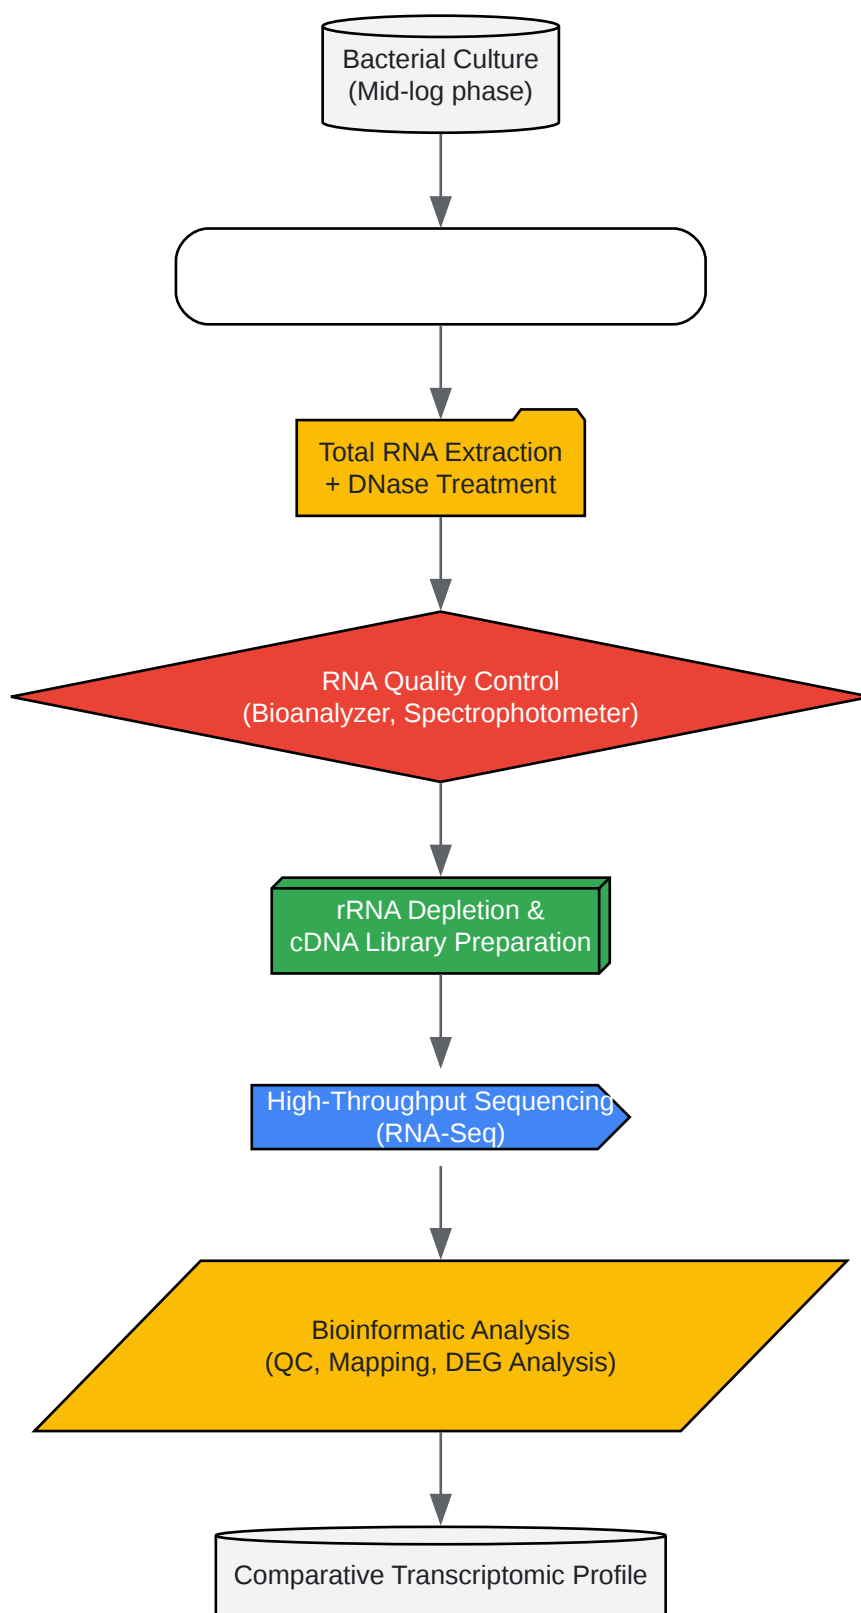 Bacterial Culture
(Mid-log phase)
Total RNA Extraction
+ DNase Treatment
RNA Quality Control
(Bioanalyzer, Spectrophotometer)
rRNA Depletion &
cDNA Library Preparation
High-Throughput Sequencing
(RNA-Seq)
Bioinformatic Analysis
(QC, Mapping, DEG Analysis)
Comparative Transcriptomic Profile